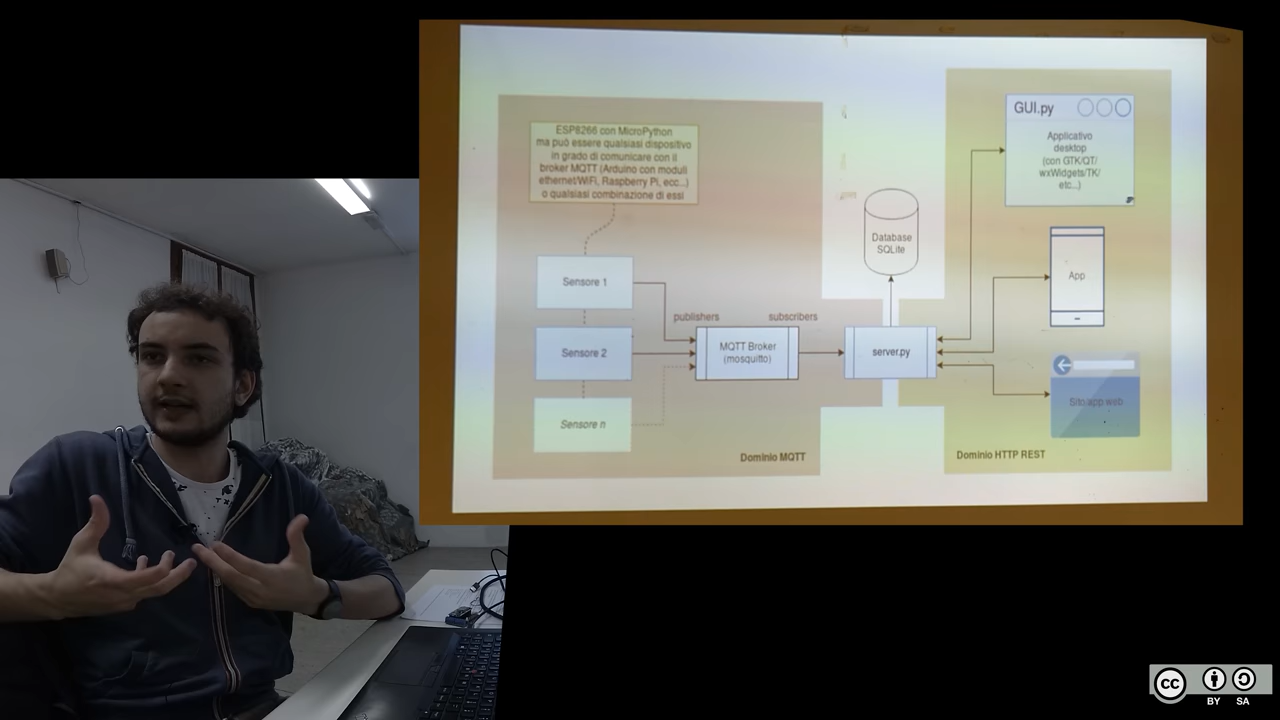 ESP8266 con MicroPython
ma può essere qualsiasi dispositivo
in grado di comunicare con il
broker MQTT (Arduino con moduli
ethernet/WiFi, Raspberry Pi, ecc...)
o qualsiasi combinazione di essi
Sensore 1
Sensore 2
Sensore n
publishers
subscribers
MQTT Broker
(mosquitto)
Dominio MQTT
Database
SQLite
server.py
GUI.py
Applicativo
desktop
(con GTK/QT/
wxWidgets/TK/
etc...)
App
Sito/app web
Dominio HTTP REST
cc
BY SA